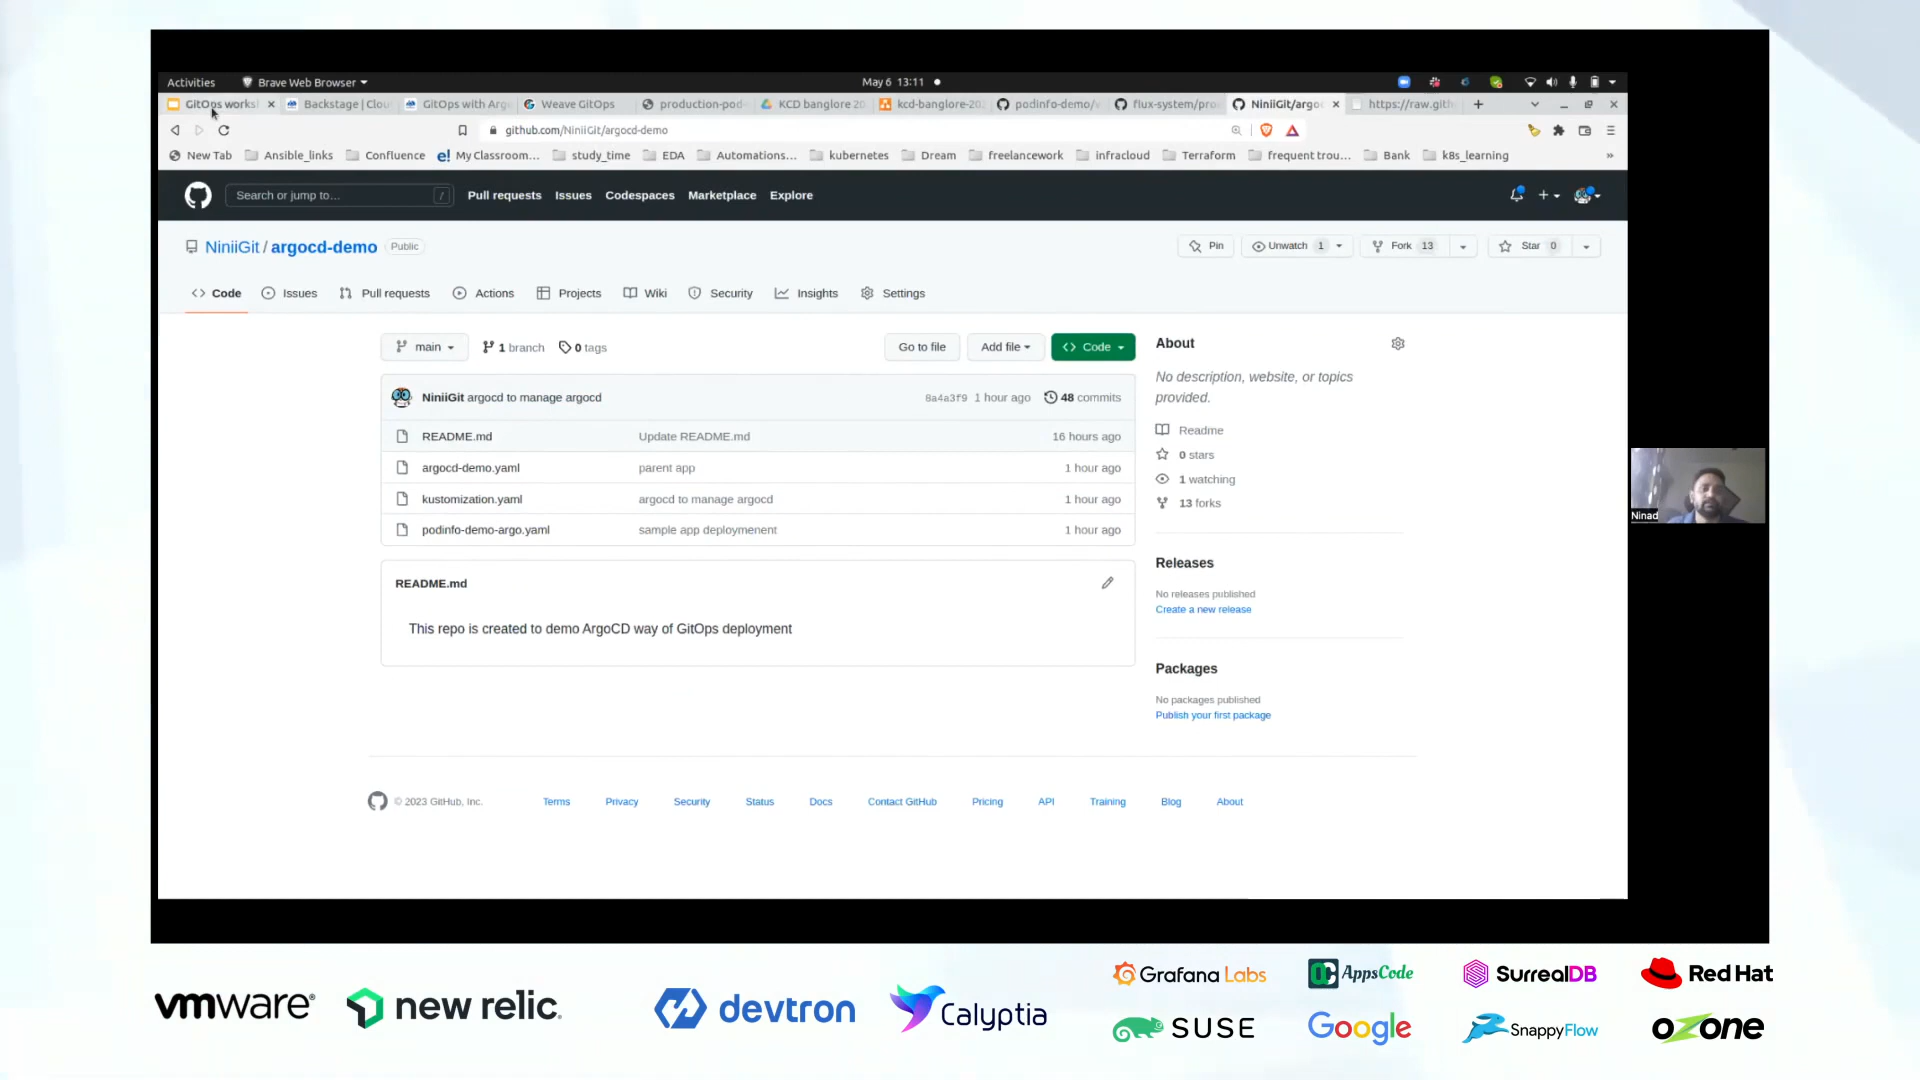 Activities Brave Web Browser May 6 13:11
GitOps works Backstage | Clou GitOps with Arg Weave GitOps production-pod KCD banglore 20 kcd-banglore-20 podinfo-demo/ flux-system/pro NiniiGit/argo https://raw.gith
github.com/NiniiGit/argocd-demo
New Tab Ansible_links Confluence e! My Classroom... study_time EDA Automations... kubernetes Dream freelancework infracloud Terraform frequent trou... Bank k8s_learning »
Search or jump to... / Pull requests Issues Codespaces Marketplace Explore
NiniiGit / argocd-demo Public Pin Unwatch 1 Fork 13 Star 0
Code Issues Pull requests Actions Projects Wiki Security Insights Settings
main 1 branch 0 tags Go to file Add file Code
About
No description, website, or topics
provided.
NiniiGit argocd to manage argocd 8a4a3f9 1 hour ago 48 commits
README.md Update README.md 16 hours ago
argocd-demo.yaml parent app 1 hour ago
kustomization.yaml argocd to manage argocd 1 hour ago
podinfo-demo-argo.yaml sample app deploymenent 1 hour ago
Readme
0 stars
1 watching
13 forks
Ninad
README.md
This repo is created to demo ArgoCD way of GitOps deployment
Releases
No releases published
Create a new release
Packages
No packages published
Publish your first package
© 2023 GitHub, Inc. Terms Privacy Security Status Docs Contact GitHub Pricing API Training Blog About
vmware® new relic. devtron Calyptia
Grafana Labs AppsCode SurrealDB Red Hat
SUSE Google SnappyFlow ozone